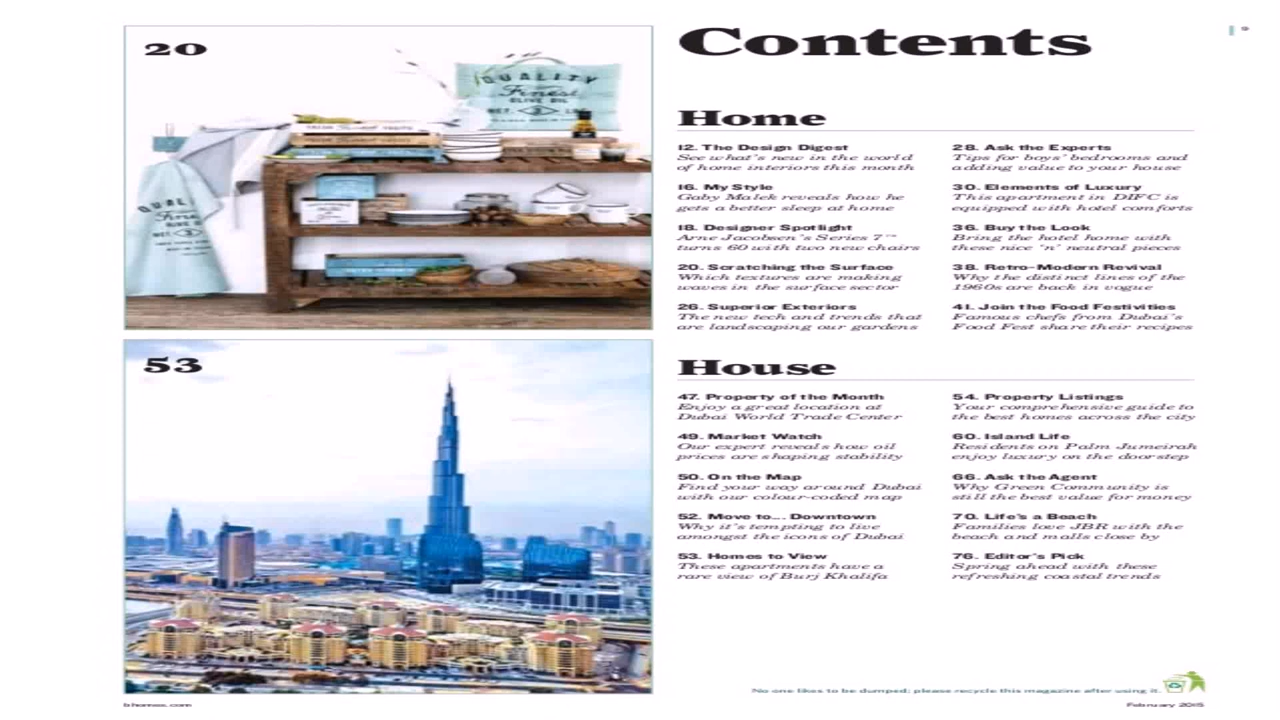 20
QUALITY
Finest
OLIVE OIL
NET. 3 LBS
QUAL
Fine
53
Contents
Home
12. The Design Digest
See what's new in the world
of home interiors this month
16. My Style
Gaby Malek reveals how he
gets a better sleep at home
18. Designer Spotlight
Arne Jacobsen's Series 7™
turns 60 with two new chairs
20. Scratching the Surface
Which textures are making
waves in the surface sector
26. Superior Exteriors
The new tech and trends that
are landscaping our gardens
28. Ask the Experts
Tips for boys' bedrooms and
adding value to your house
30. Elements of Luxury
This apartment in DIFC is
equipped with hotel comforts
36. Buy the Look
Bring the hotel home with
these nice 'n' neutral pieces
38. Retro-Modern Revival
Why the distinct lines of the
1960s are back in vogue
41. Join the Food Festivities
Famous chefs from Dubai's
Food Fest share their recipes
House
47. Property of the Month
Enjoy a great location at
Dubai World Trade Center
49. Market Watch
Our expert reveals how oil
prices are shaping stability
50. On the Map
Find your way around Dubai
with our colour-coded map
52. Move to... Downtown
Why it's tempting to live
amongst the icons of Dubai
53. Homes to View
These apartments have a
rare view of Burj Khalifa
54. Property Listings
Your comprehensive guide to
the best homes across the city
60. Island Life
Residents on Palm Jumeirah
enjoy luxury on the doorstep
66. Ask the Agent
Why Green Community is
still the best value for money
70. Life's a Beach
Families love JBR with the
beach and malls close by
76. Editor's Pick
Spring ahead with these
refreshing coastal trends
No one likes to be dumped: please recycle this magazine after using it.
bhomes.com
February 2015